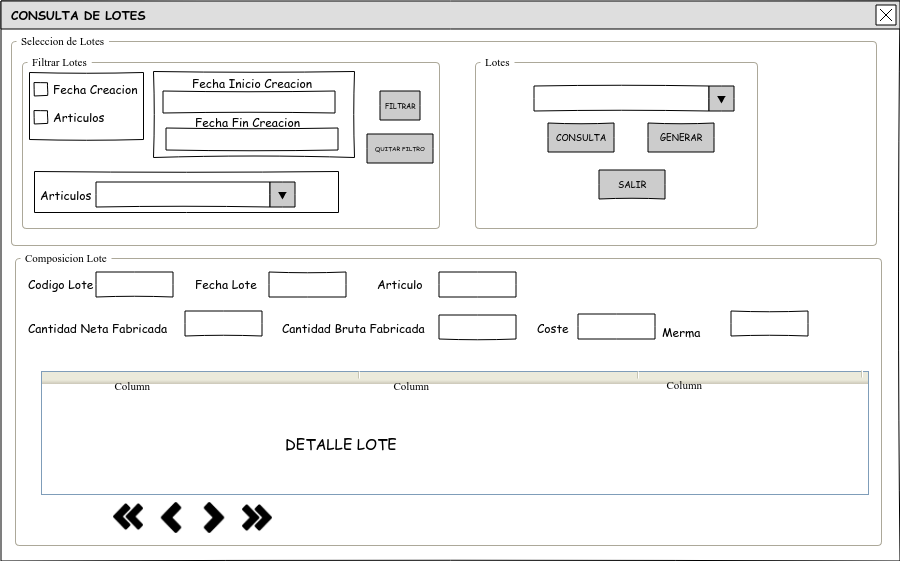 CONSULTA DE LOTES
Seleccion de Lotes
Filtrar Lotes
Fecha Creacion
Articulos
Fecha Inicio Creacion
Fecha Fin Creacion
FILTRAR
QUITAR FILTRO
Articulos
Lotes
CONSULTA
GENERAR
SALIR
Composicion Lote
Codigo Lote
Fecha Lote
Articulo
Cantidad Neta Fabricada
Cantidad Bruta Fabricada
Coste
Merma
Column
Column
Column
DETALLE LOTE